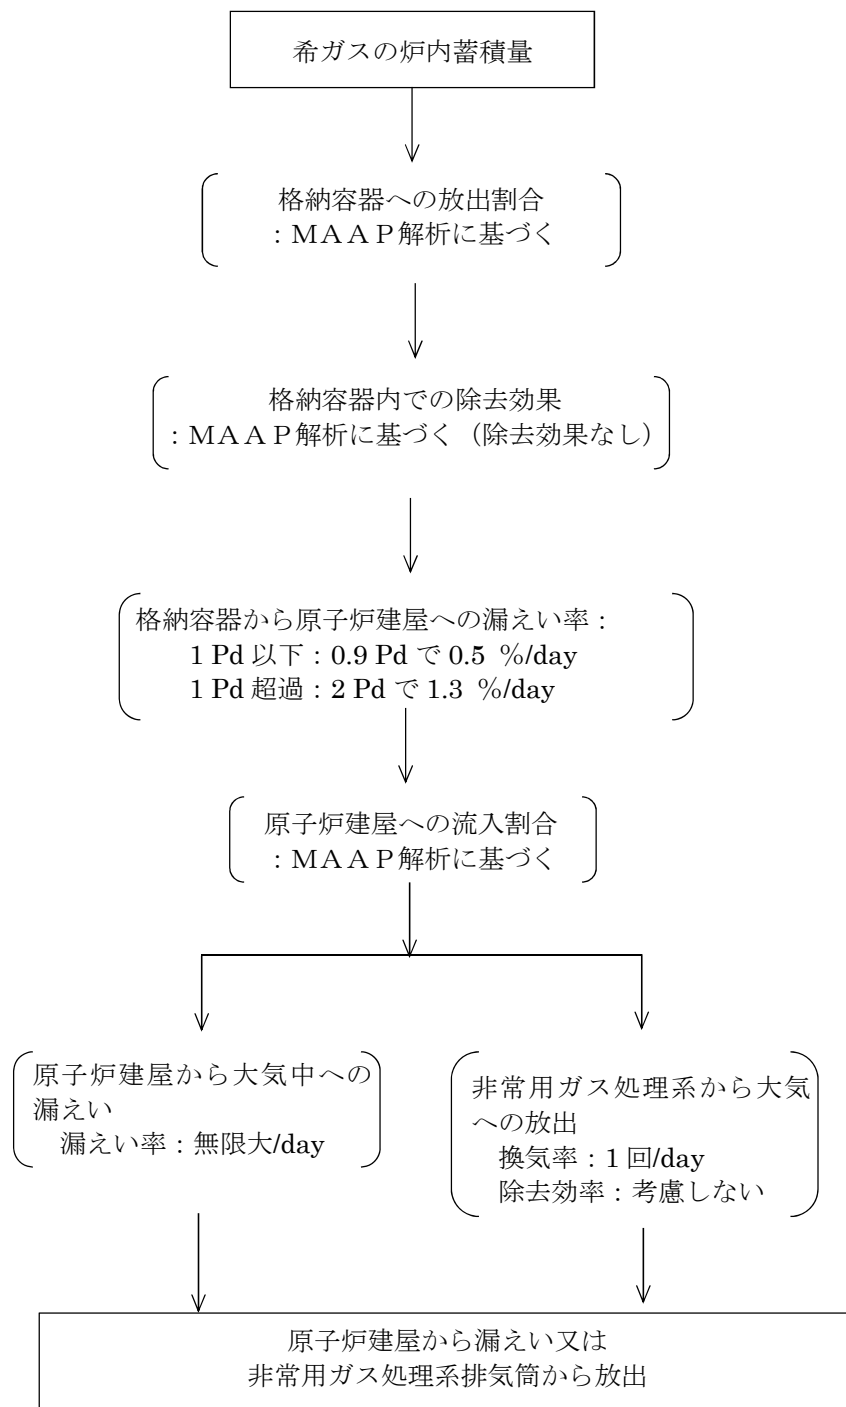 希ガスの炉内蓄積量
格納容器への放出割合
：ＭＡＡＰ解析に基づく
格納容器内での除去効果
：ＭＡＡＰ解析に基づく（除去効果なし）
格納容器から原子炉建屋への漏えい率：
1 Pd 以下：0.9 Pd で 0.5 %/day
1 Pd 超過：2 Pd で 1.3 %/day
原子炉建屋への流入割合
：ＭＡＡＰ解析に基づく
原子炉建屋から大気中への
漏えい
漏えい率：無限大/day
非常用ガス処理系から大気
への放出
換気率：1 回/day
除去効率：考慮しない
原子炉建屋から漏えい又は
非常用ガス処理系排気筒から放出